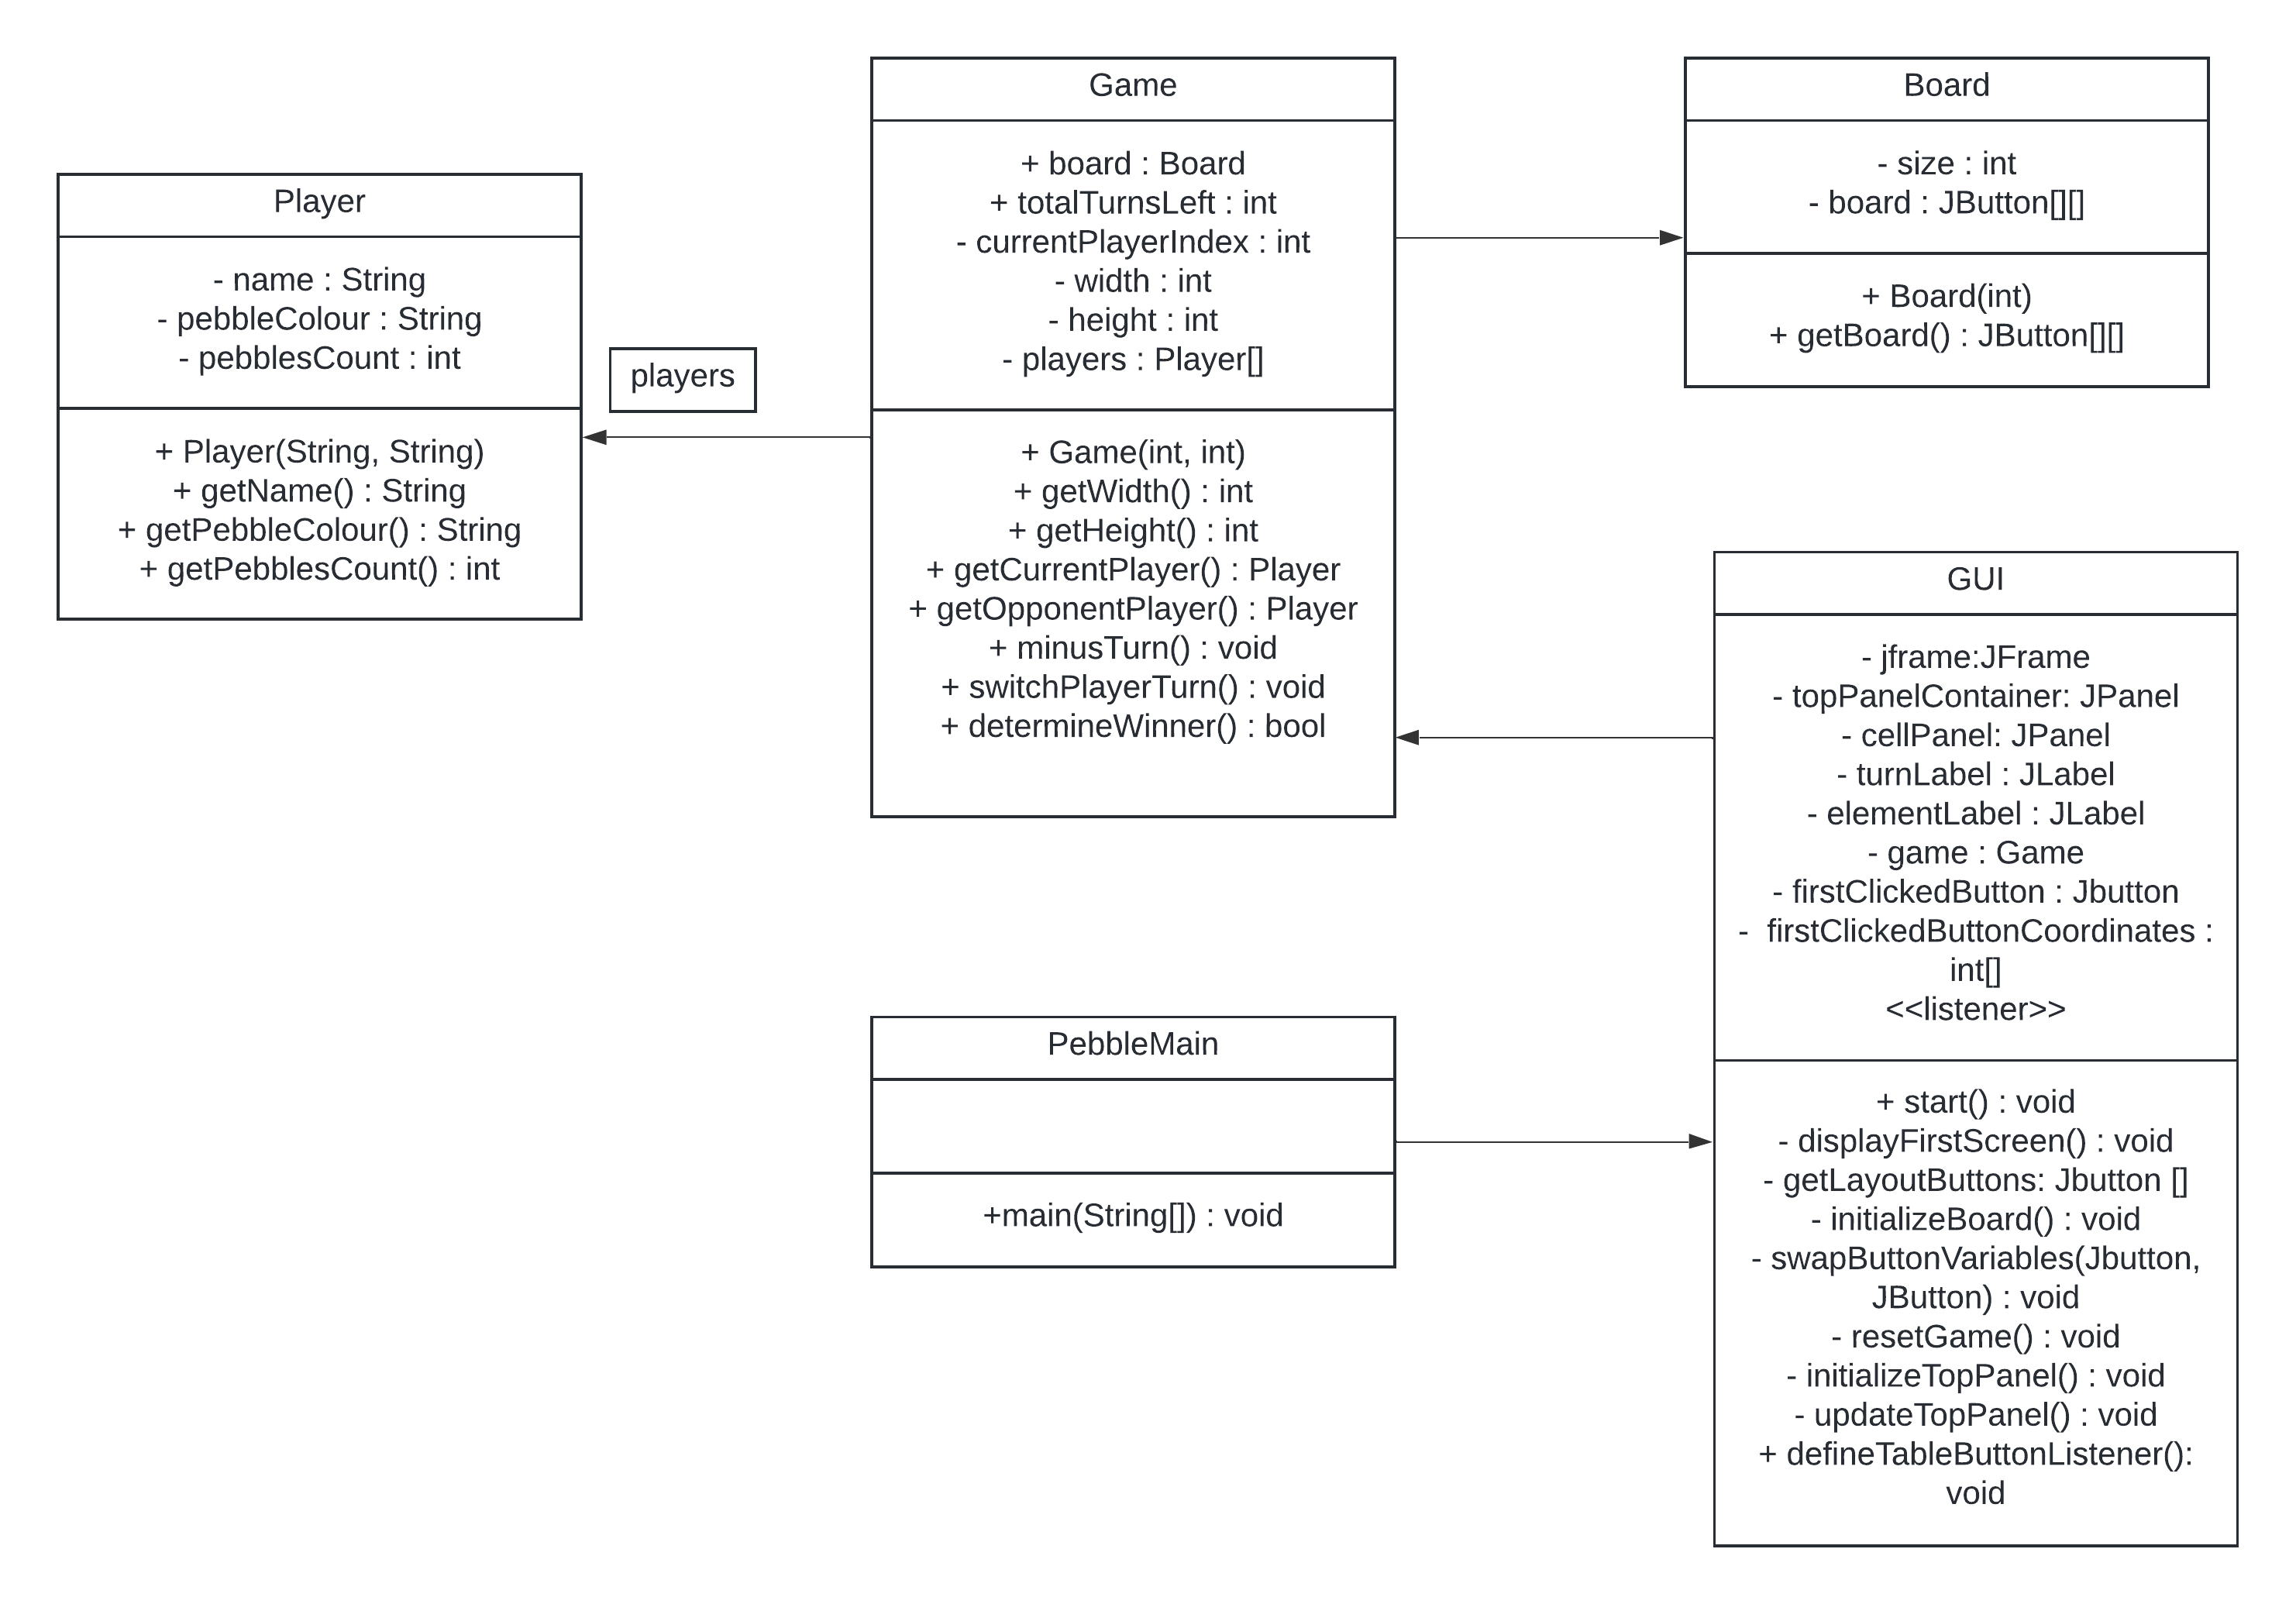 Player
- name : String
- pebbleColour : String
- pebblesCount : int
+ Player(String, String)
+ getName() : String
+ getPebbleColour() : String
+ getPebblesCount() : int
players
Game
+ board : Board
+ totalTurnsLeft : int
- currentPlayerIndex : int
- width : int
- height : int
- players : Player[]
+ Game(int, int)
+ getWidth() : int
+ getHeight() : int
+ getCurrentPlayer() : Player
+ getOpponentPlayer() : Player
+ minusTurn() : void
+ switchPlayerTurn() : void
+ determineWinner() : bool
Board
- size : int
- board : JButton[][]
+ Board(int)
+ getBoard() : JButton[][]
GUI
- jframe:JFrame
- topPanelContainer: JPanel
- cellPanel: JPanel
- turnLabel : JLabel
- elementLabel : JLabel
- game : Game
- firstClickedButton : Jbutton
-  firstClickedButtonCoordinates :
int[]
<<listener>>
+ start() : void
- displayFirstScreen() : void
- getLayoutButtons: Jbutton []
- initializeBoard() : void
- swapButtonVariables(Jbutton,
JButton) : void
- resetGame() : void
- initializeTopPanel() : void
- updateTopPanel() : void
+ defineTableButtonListener():
void
PebbleMain
+main(String[]) : void